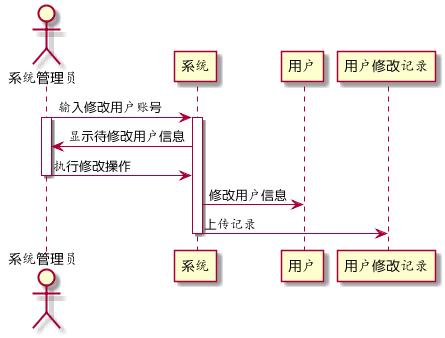 系统管理员
系统
用户
用户修改记录
输入修改用户账号
显示待修改用户信息
执行修改操作
修改用户信息
上传记录
系统管理员
系统
用户
用户修改记录